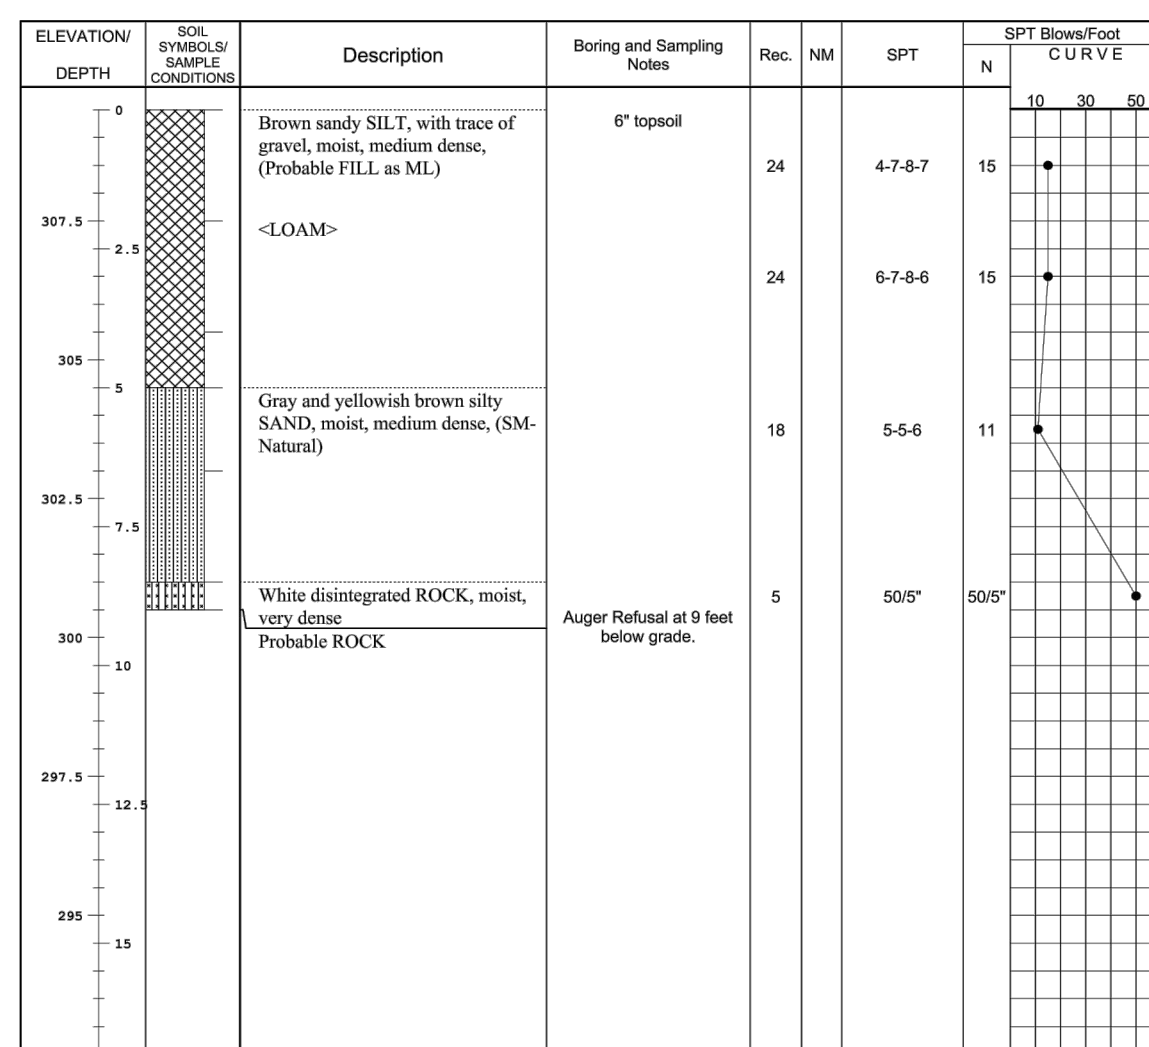 ELEVATION/
DEPTH
SOIL
SYMBOLS/
SAMPLE
CONDITIONS
Description
Boring and Sampling
Notes
Rec.
NM
SPT
SPT Blows/Foot
N
CURVE
10 30 50
0
Brown sandy SILT, with trace of
gravel, moist, medium dense,
(Probable FILL as ML)
6" topsoil
24 4-7-8-7 15
307.5
<LOAM>
2.5
24 6-7-8-6 15
305
5
Gray and yellowish brown silty
SAND, moist, medium dense, (SM-
Natural)
18 5-5-6 11
302.5
7.5
White disintegrated ROCK, moist,
very dense
5 50/5" 50/5"
Auger Refusal at 9 feet
below grade.
300
Probable ROCK
10
297.5
12.5
295
15